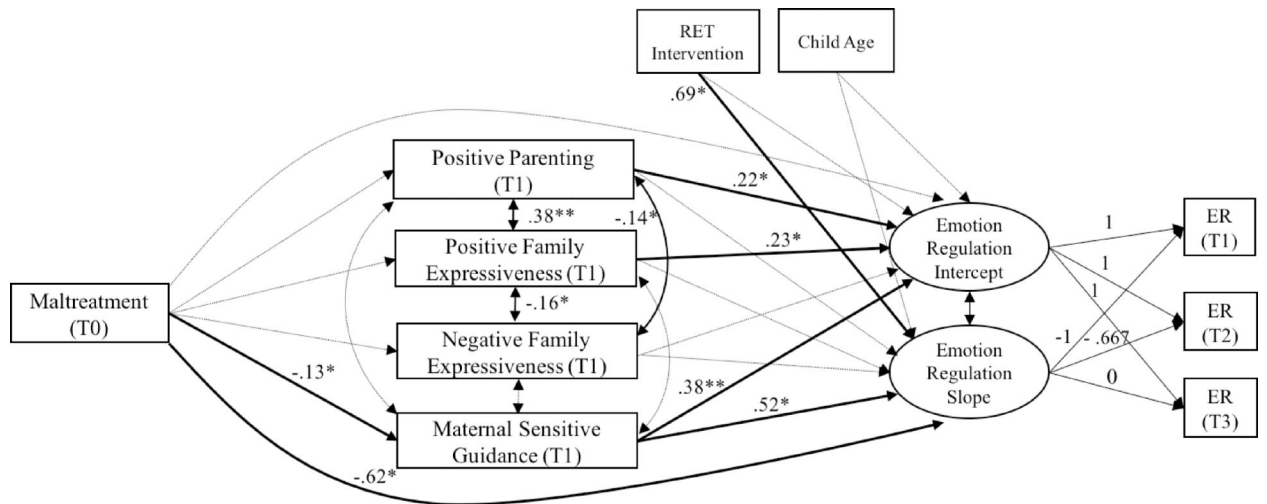 RET
Intervention
Child Age
.69*
Positive Parenting
(T1)
.22*
.38**
-.14*
Positive Family
Expressiveness (T1)
.23*
Emotion
Regulation
Intercept
1
ER
(T1)
Maltreatment
(T0)
-.16*
1
1
Negative Family
Expressiveness (T1)
-1
- .667
ER
(T2)
-.13*
.38**
Emotion
Regulation
Slope
0
.52*
Maternal Sensitive
Guidance (T1)
ER
(T3)
-.62*